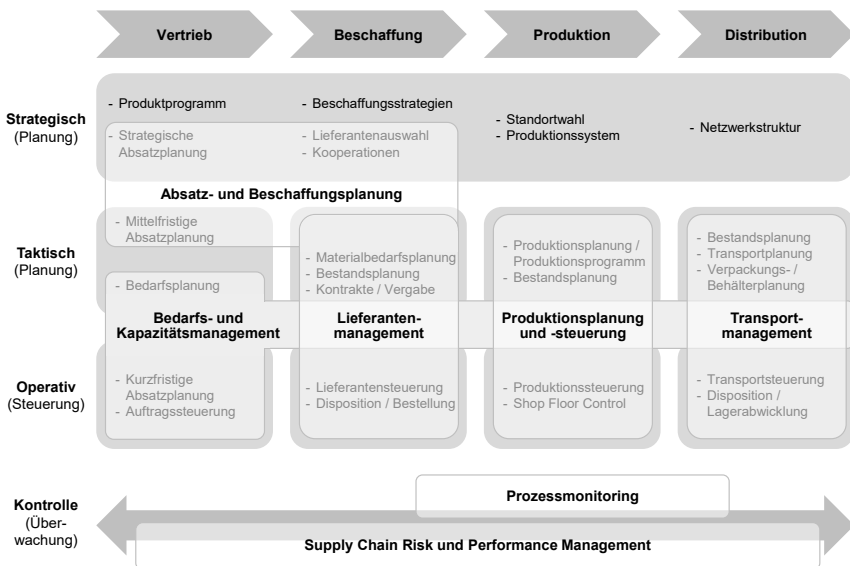 Vertrieb
Beschaffung
Produktion
Distribution
Strategisch
(Planung)
- Produktprogramm
- Strategische
Absatzplanung
- Beschaffungsstrategien
- Lieferantenauswahl
- Kooperationen
- Standortwahl
- Produktionssystem
- Netzwerkstruktur
Absatz- und Beschaffungsplanung
Taktisch
(Planung)
- Mittelfristige
Absatzplanung
- Bedarfsplanung
- Materialbedarfsplanung
- Bestandsplanung
- Kontrakte / Vergabe
- Produktionsplanung /
Produktionsprogramm
- Bestandsplanung
- Bestandsplanung
- Transportplanung
- Verpackungs- /
Behälterplanung
Bedarfs- und
Kapazitätsmanagement
Lieferanten-
management
Produktionsplanung
und -steuerung
Transport-
management
Operativ
(Steuerung)
- Kurzfristige
Absatzplanung
- Auftragssteuerung
- Lieferantensteuerung
- Disposition / Bestellung
- Produktionssteuerung
- Shop Floor Control
- Transportsteuerung
- Disposition /
Lagerabwicklung
Kontrolle
(Über-
wachung)
Prozessmonitoring
Supply Chain Risk und Performance Management